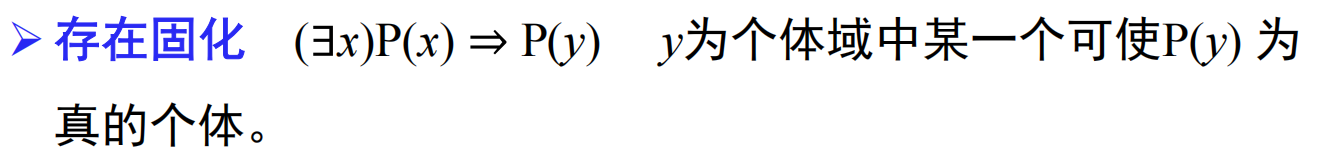 ➢ 存在固化 (∃x)P(x) ⇒ P(y) y为个体域中某一个可使P(y) 为
真的个体。